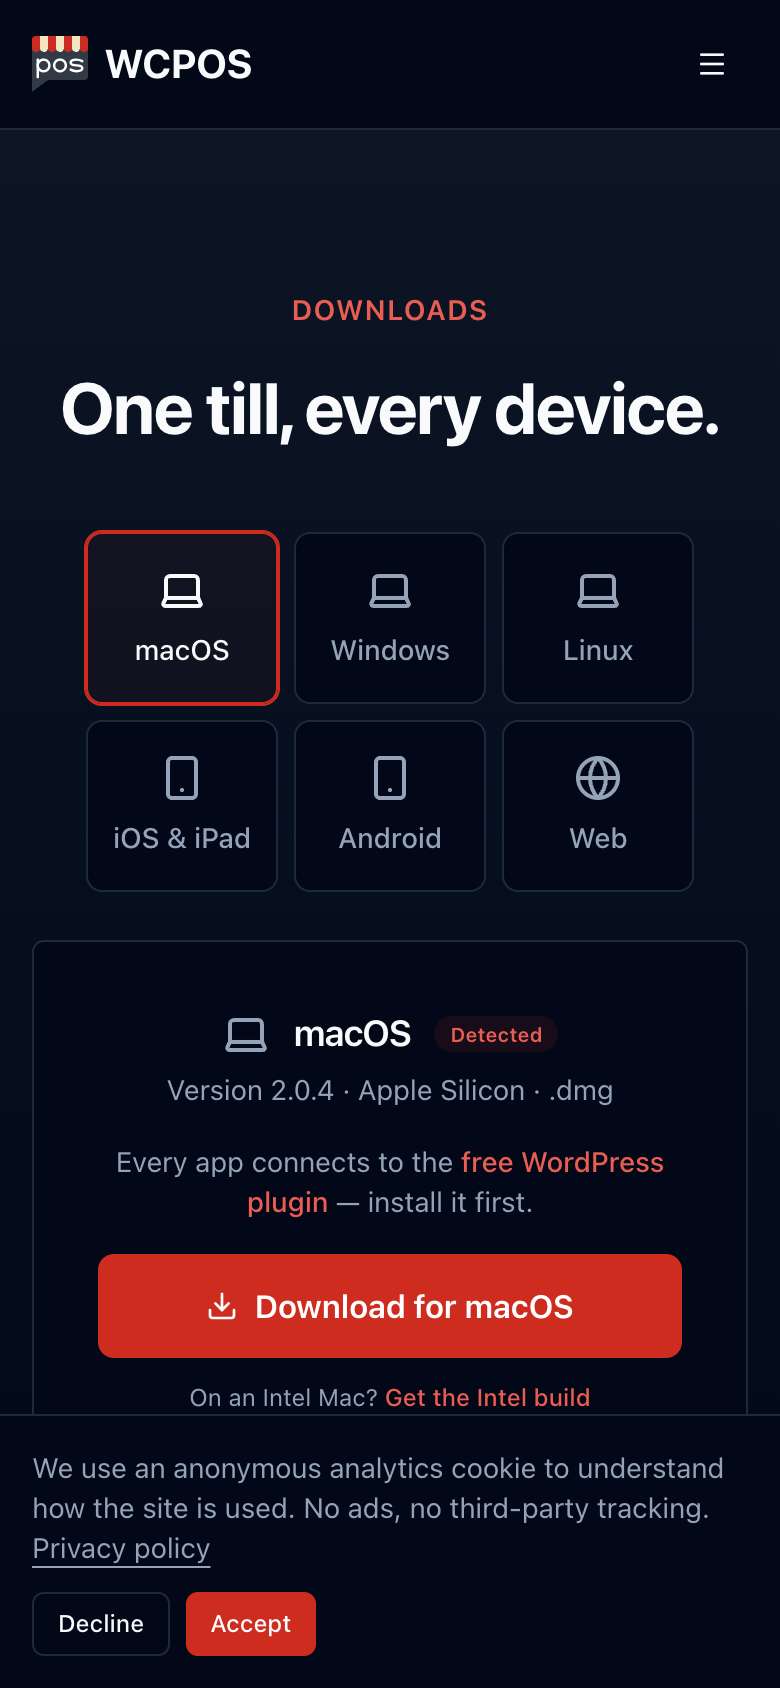 pos WCPOS
DOWNLOADS
One till, every device.
macOS Windows Linux
iOS & iPad Android Web
macOS Detected
Version 2.0.4 · Apple Silicon · .dmg
Every app connects to the free WordPress
plugin — install it first.
Download for macOS
On an Intel Mac? Get the Intel build
We use an anonymous analytics cookie to understand
how the site is used. No ads, no third-party tracking.
Privacy policy
Decline Accept